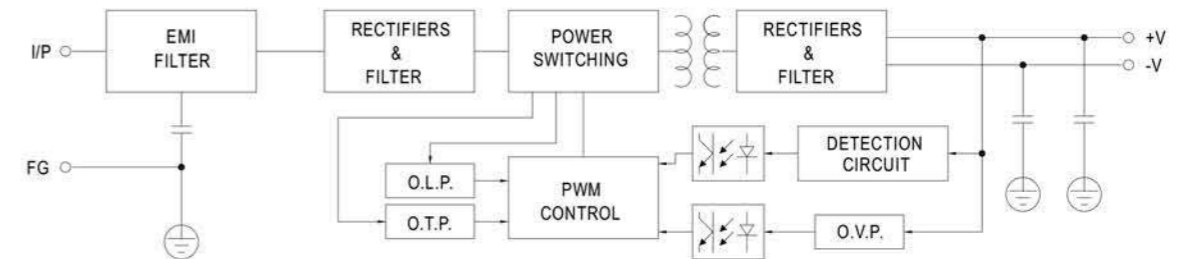 I/P
EMI
FILTER
RECTIFIERS
&
FILTER
POWER
SWITCHING
RECTIFIERS
&
FILTER
+V
-V
FG
O.L.P.
O.T.P.
PWM
CONTROL
DETECTION
CIRCUIT
O.V.P.